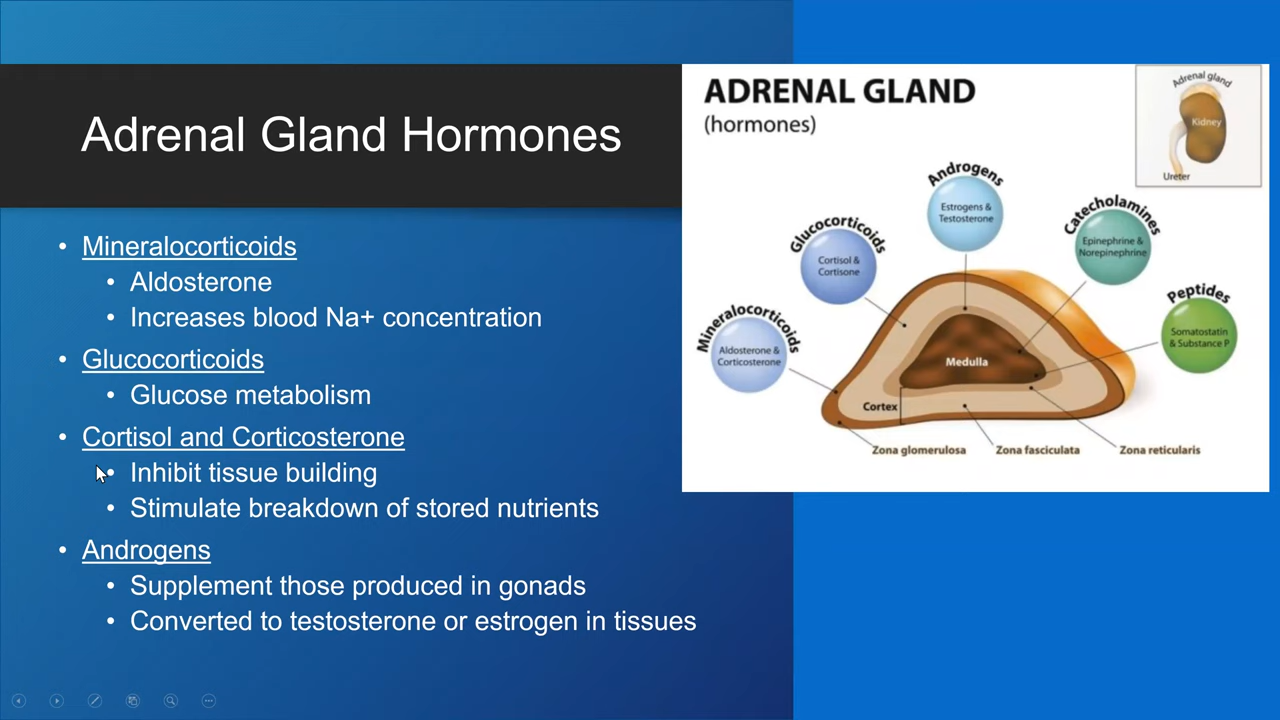 Adrenal Gland Hormones
• Mineralocorticoids
• Aldosterone
• Increases blood Na+ concentration
• Glucocorticoids
• Glucose metabolism
• Cortisol and Corticosterone
• Inhibit tissue building
• Stimulate breakdown of stored nutrients
• Androgens
• Supplement those produced in gonads
• Converted to testosterone or estrogen in tissues
ADRENAL GLAND
(hormones)
Adrenal gland
Kidney
Ureter
Androgens
Estrogens &
Testosterone
Catecholamines
Epinephrine &
Norepinephrine
Glucocorticoids
Cortisol &
Cortisone
Peptides
Somatostatin
& Substance P
Mineralocorticoids
Aldosterone &
Corticosterone
Medulla
Cortex
Zona glomerulosa
Zona fasciculata
Zona reticularis